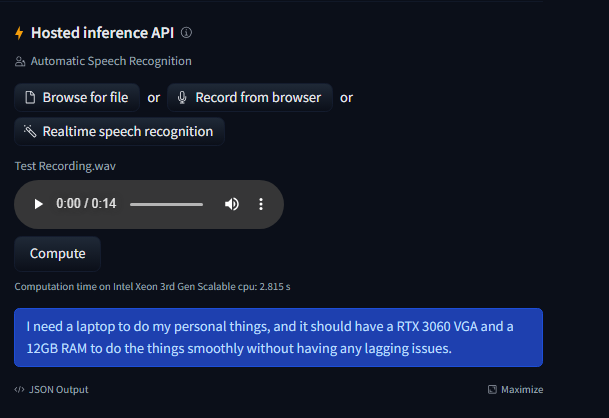 Hosted inference API
Automatic Speech Recognition
Browse for file or Record from browser or
Realtime speech recognition
Test Recording.wav
0:00 / 0:14
Compute
Computation time on Intel Xeon 3rd Gen Scalable cpu: 2.815 s
I need a laptop to do my personal things, and it should have a RTX 3060 VGA and a
12GB RAM to do the things smoothly without having any lagging issues.
</> JSON Output Maximize